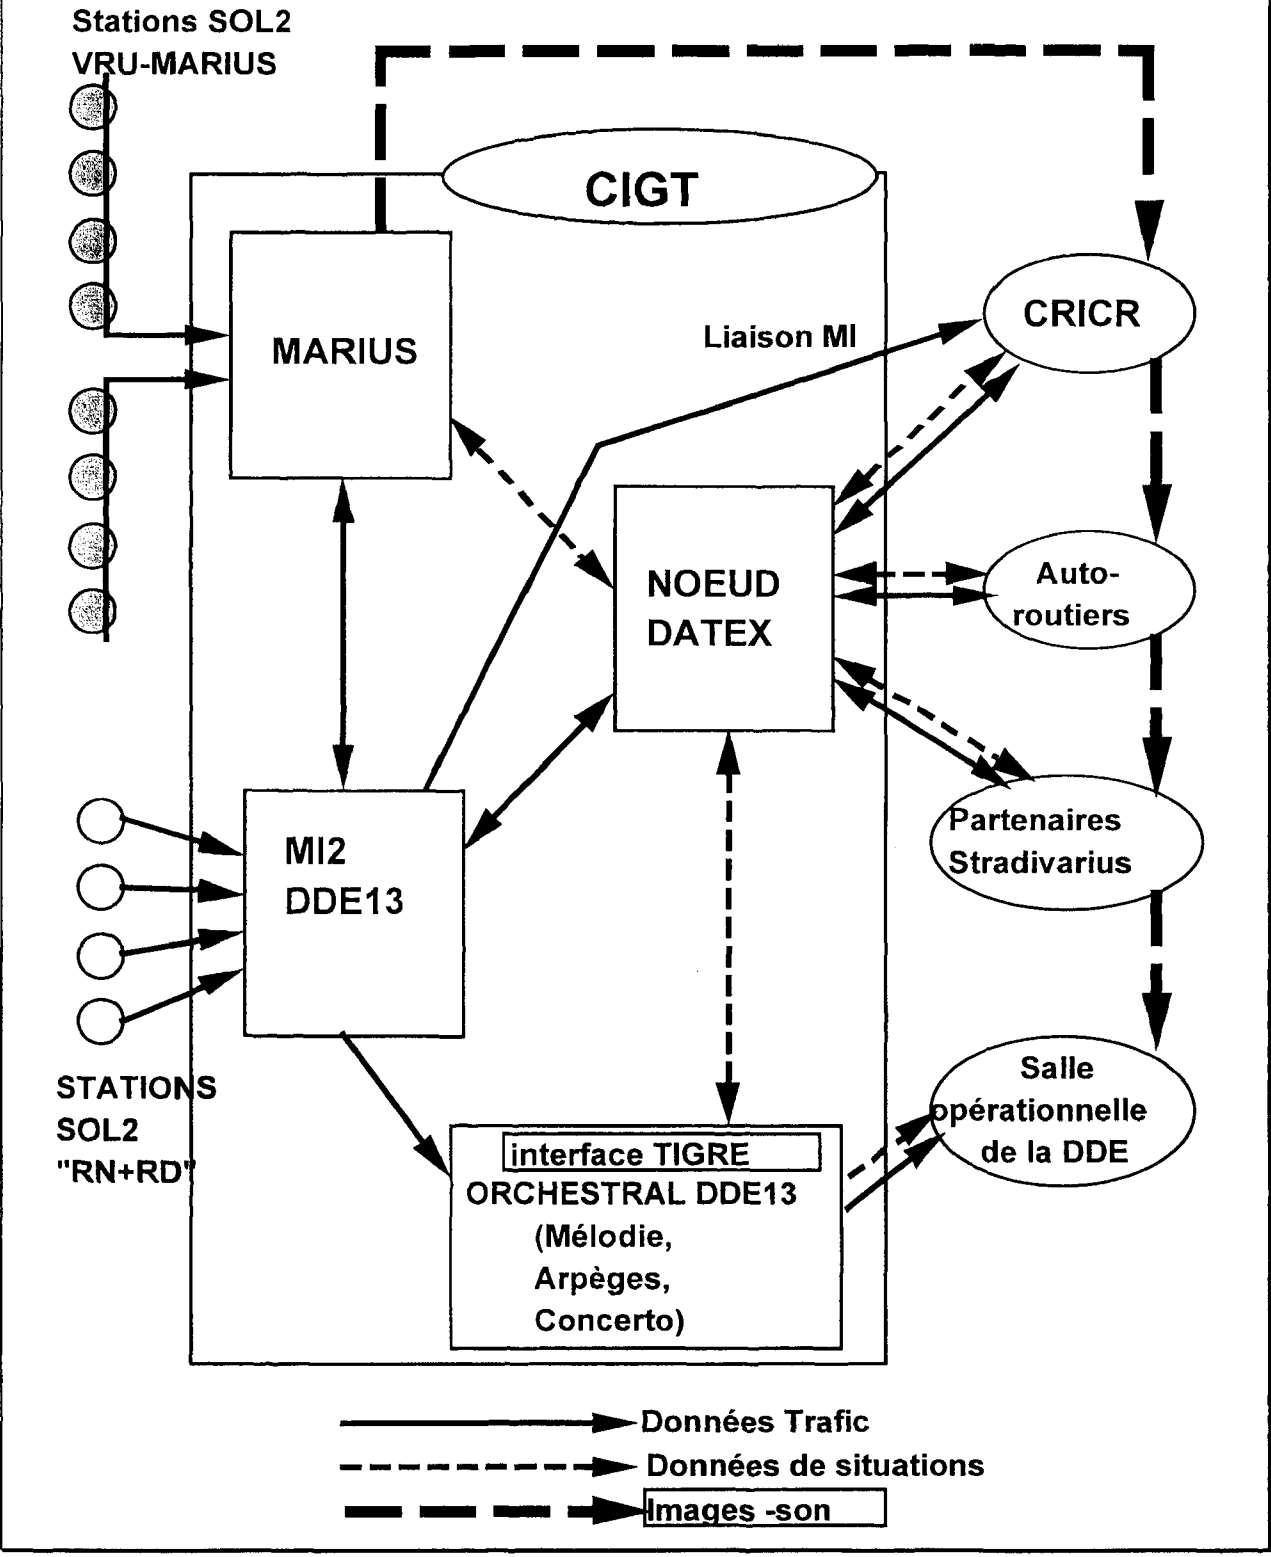 Stations SOL2
VRU-MARIUS
CIGT
MARIUS
Liaison MI
CRICR
NOEUD
DATEX
Auto-
routiers
MI2
DDE13
Partenaires
Stradivarius
STATIONS
SOL2
"RN+RD"
Salle
opérationnelle
de la DDE
interface TIGRE
ORCHESTRAL DDE13
(Mélodie,
Arpèges,
Concerto)
Données Trafic
Données de situations
Images -son